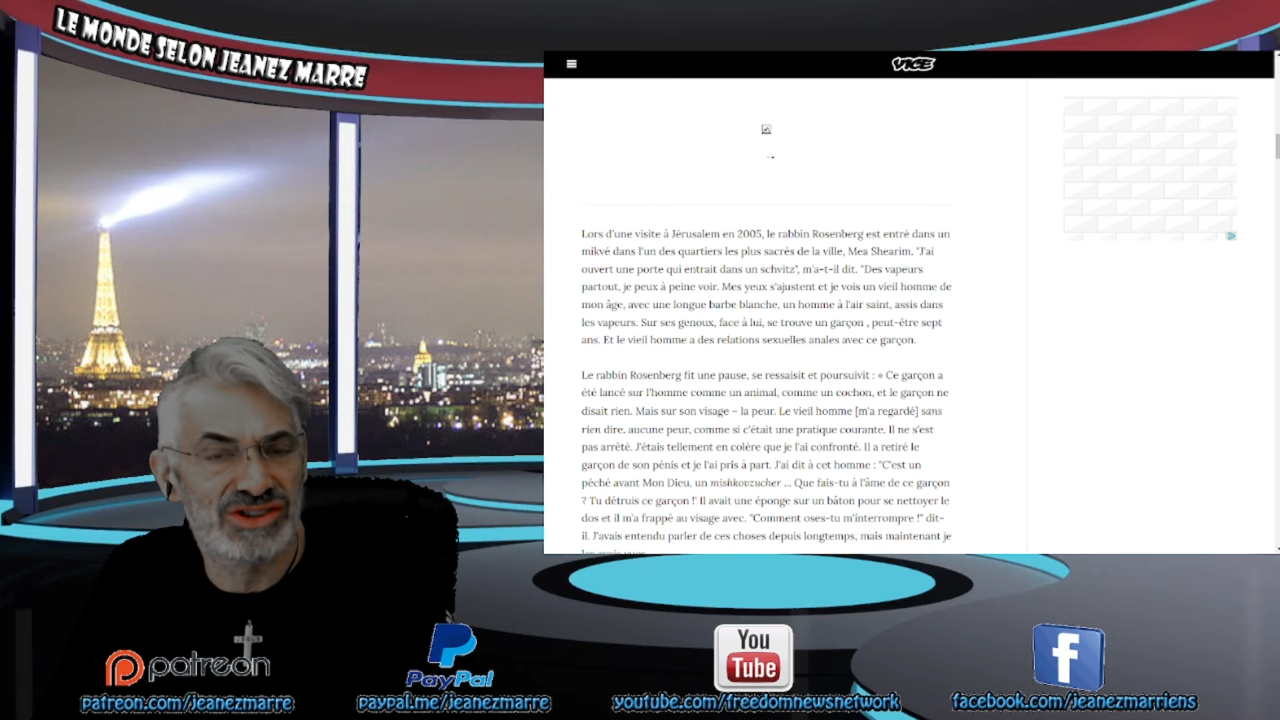 LE MONDE SELON JEANEZ MARRE
VICE
Lors d'une visite à Jérusalem en 2005, le rabbin Rosenberg est entré dans un
mikvé dans l'un des quartiers les plus sacrés de la ville, Mea Shearim. "J'ai
ouvert une porte qui entrait dans un schvitz", m'a-t-il dit. "Des vapeurs
partout, je peux à peine voir. Mes yeux s'ajustent et je vois un vieil homme de
mon âge, avec une longue barbe blanche, un homme à l'air saint, assis dans
les vapeurs. Sur ses genoux, face à lui, se trouve un garçon , peut-être sept
ans. Et le vieil homme a des relations sexuelles anales avec ce garçon.
Le rabbin Rosenberg fit une pause, se ressaisit et poursuivit : « Ce garçon a
été lancé sur l'homme comme un animal, comme un cochon, et le garçon ne
disait rien. Mais sur son visage – la peur. Le vieil homme [m'a regardé] sans
rien dire. aucune peur, comme si c'était une pratique courante. Il ne s'est
pas arrêté. J'étais tellement en colère que je l'ai confronté. Il a retiré le
garçon de son pénis et je l'ai pris à part. J'ai dit à cet homme : "C'est un
péché avant Mon Dieu, un mishkovzucher ... Que fais-tu à l'âme de ce garçon
? Tu détruis ce garçon !' Il avait une éponge sur un bâton pour se nettoyer le
dos et il m'a frappé au visage avec. "Comment oses-tu m'interrompre !" dit-
il. J'avais entendu parler de ces choses depuis longtemps, mais maintenant je
patreon
patreon.com/jeanezmarre
PayPal
paypal.me/jeanezmarre
You
Tube
youtube.com/freedomnewsnetwork
f
facebook.com/jeanezmarriens